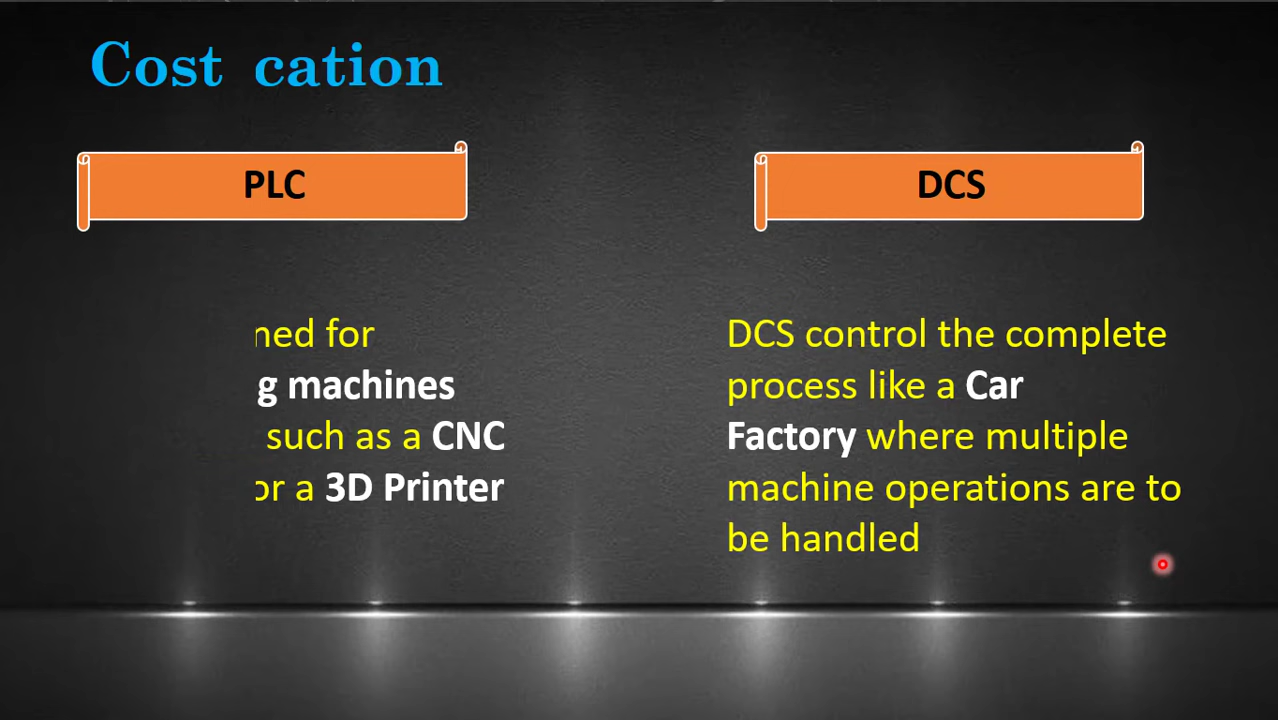 Cost cation
PLC
DCS
ned for
g machines
such as a CNC
or a 3D Printer
DCS control the complete
process like a Car
Factory where multiple
machine operations are to
be handled